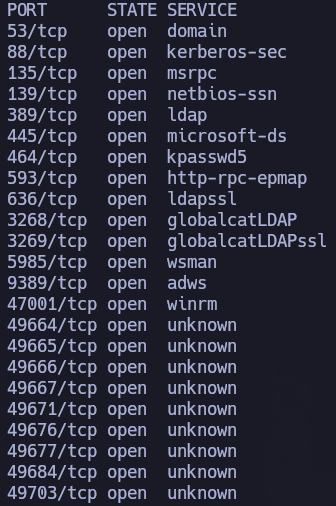 PORT      STATE SERVICE
53/tcp    open  domain
88/tcp    open  kerberos-sec
135/tcp   open  msrpc
139/tcp   open  netbios-ssn
389/tcp   open  ldap
445/tcp   open  microsoft-ds
464/tcp   open  kpasswd5
593/tcp   open  http-rpc-epmap
636/tcp   open  ldapssl
3268/tcp  open  globalcatLDAP
3269/tcp  open  globalcatLDAPssl
5985/tcp  open  wsman
9389/tcp  open  adws
47001/tcp open  winrm
49664/tcp open  unknown
49665/tcp open  unknown
49666/tcp open  unknown
49667/tcp open  unknown
49671/tcp open  unknown
49676/tcp open  unknown
49677/tcp open  unknown
49684/tcp open  unknown
49703/tcp open  unknown